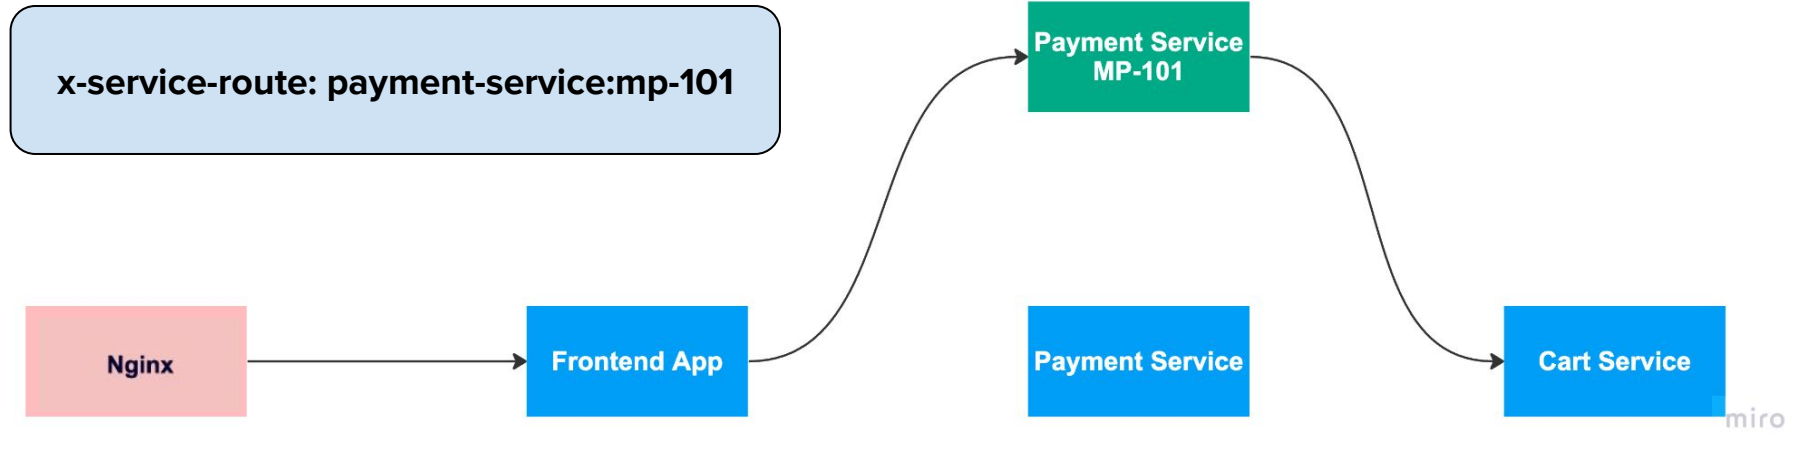 x-service-route: payment-service:mp-101
Payment Service
MP-101
Nginx
Frontend App
Payment Service
Cart Service
miro